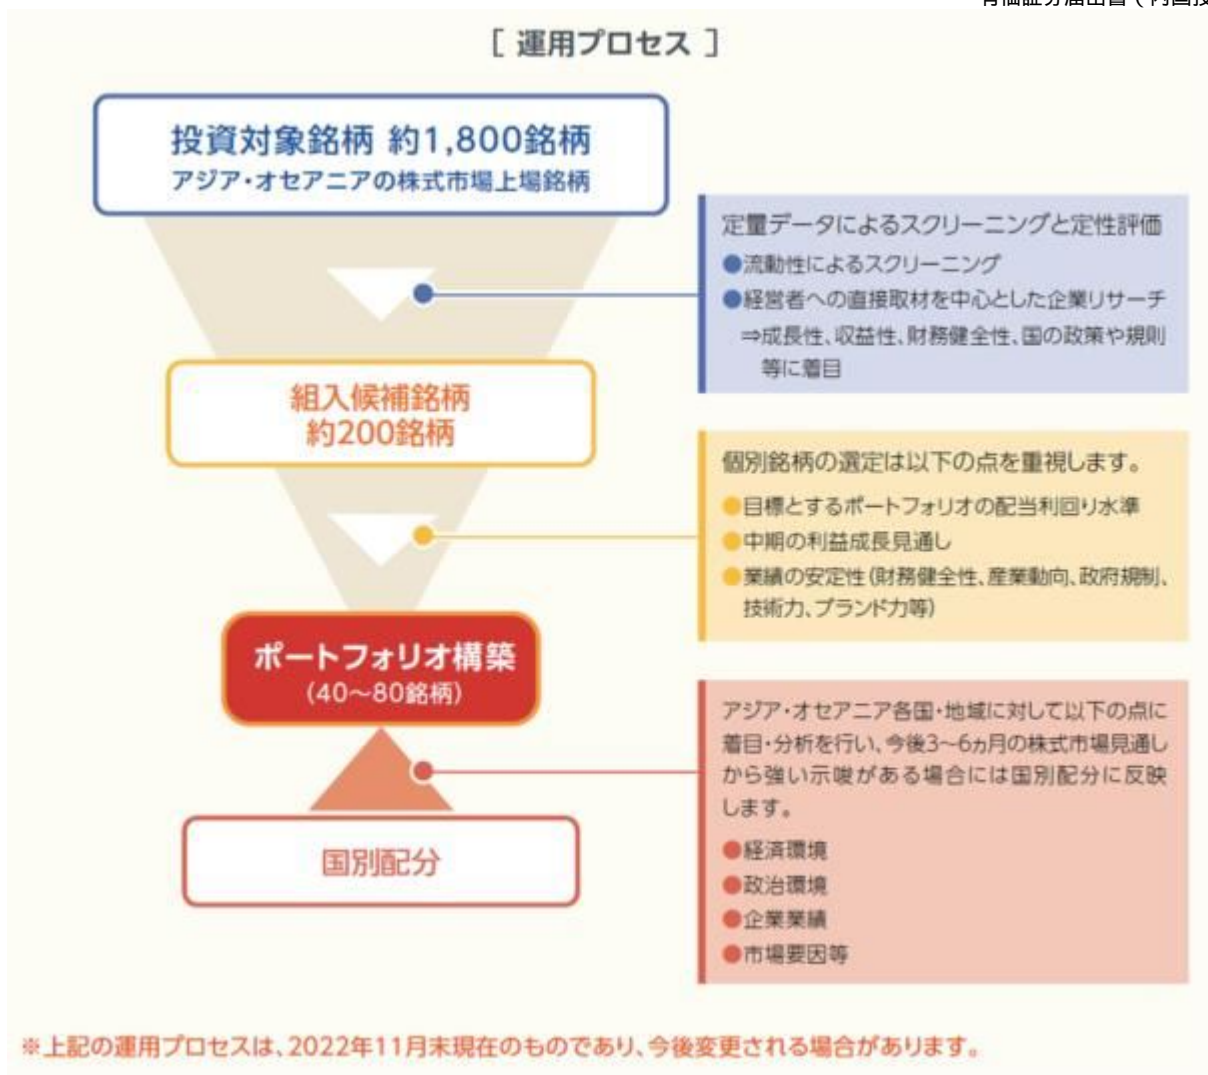 [ 運用プロセス ]
投資対象銘柄 約1,800銘柄
アジア・オセアニアの株式市場上場銘柄
定量データによるスクリーニングと定性評価
●流動性によるスクリーニング
●経営者への直接取材を中心とした企業リサーチ
⇒成長性、収益性、財務健全性、国の政策や規則
等に着目
組入候補銘柄
約200銘柄
個別銘柄の選定は以下の点を重視します。
●目標とするポートフォリオの配当利回り水準
●中期の利益成長見通し
●業績の安定性(財務健全性、産業動向、政府規制、
技術力、ブランド力等)
ポートフォリオ構築
(40～80銘柄)
アジア・オセアニア各国・地域に対して以下の点に
着目・分析を行い、今後3～6ヵ月の株式市場見通し
から強い示唆がある場合には国別配分に反映
します。
●経済環境
●政治環境
●企業業績
●市場要因等
国別配分
※上記の運用プロセスは、2022年11月末現在のものであり、今後変更される場合があります。